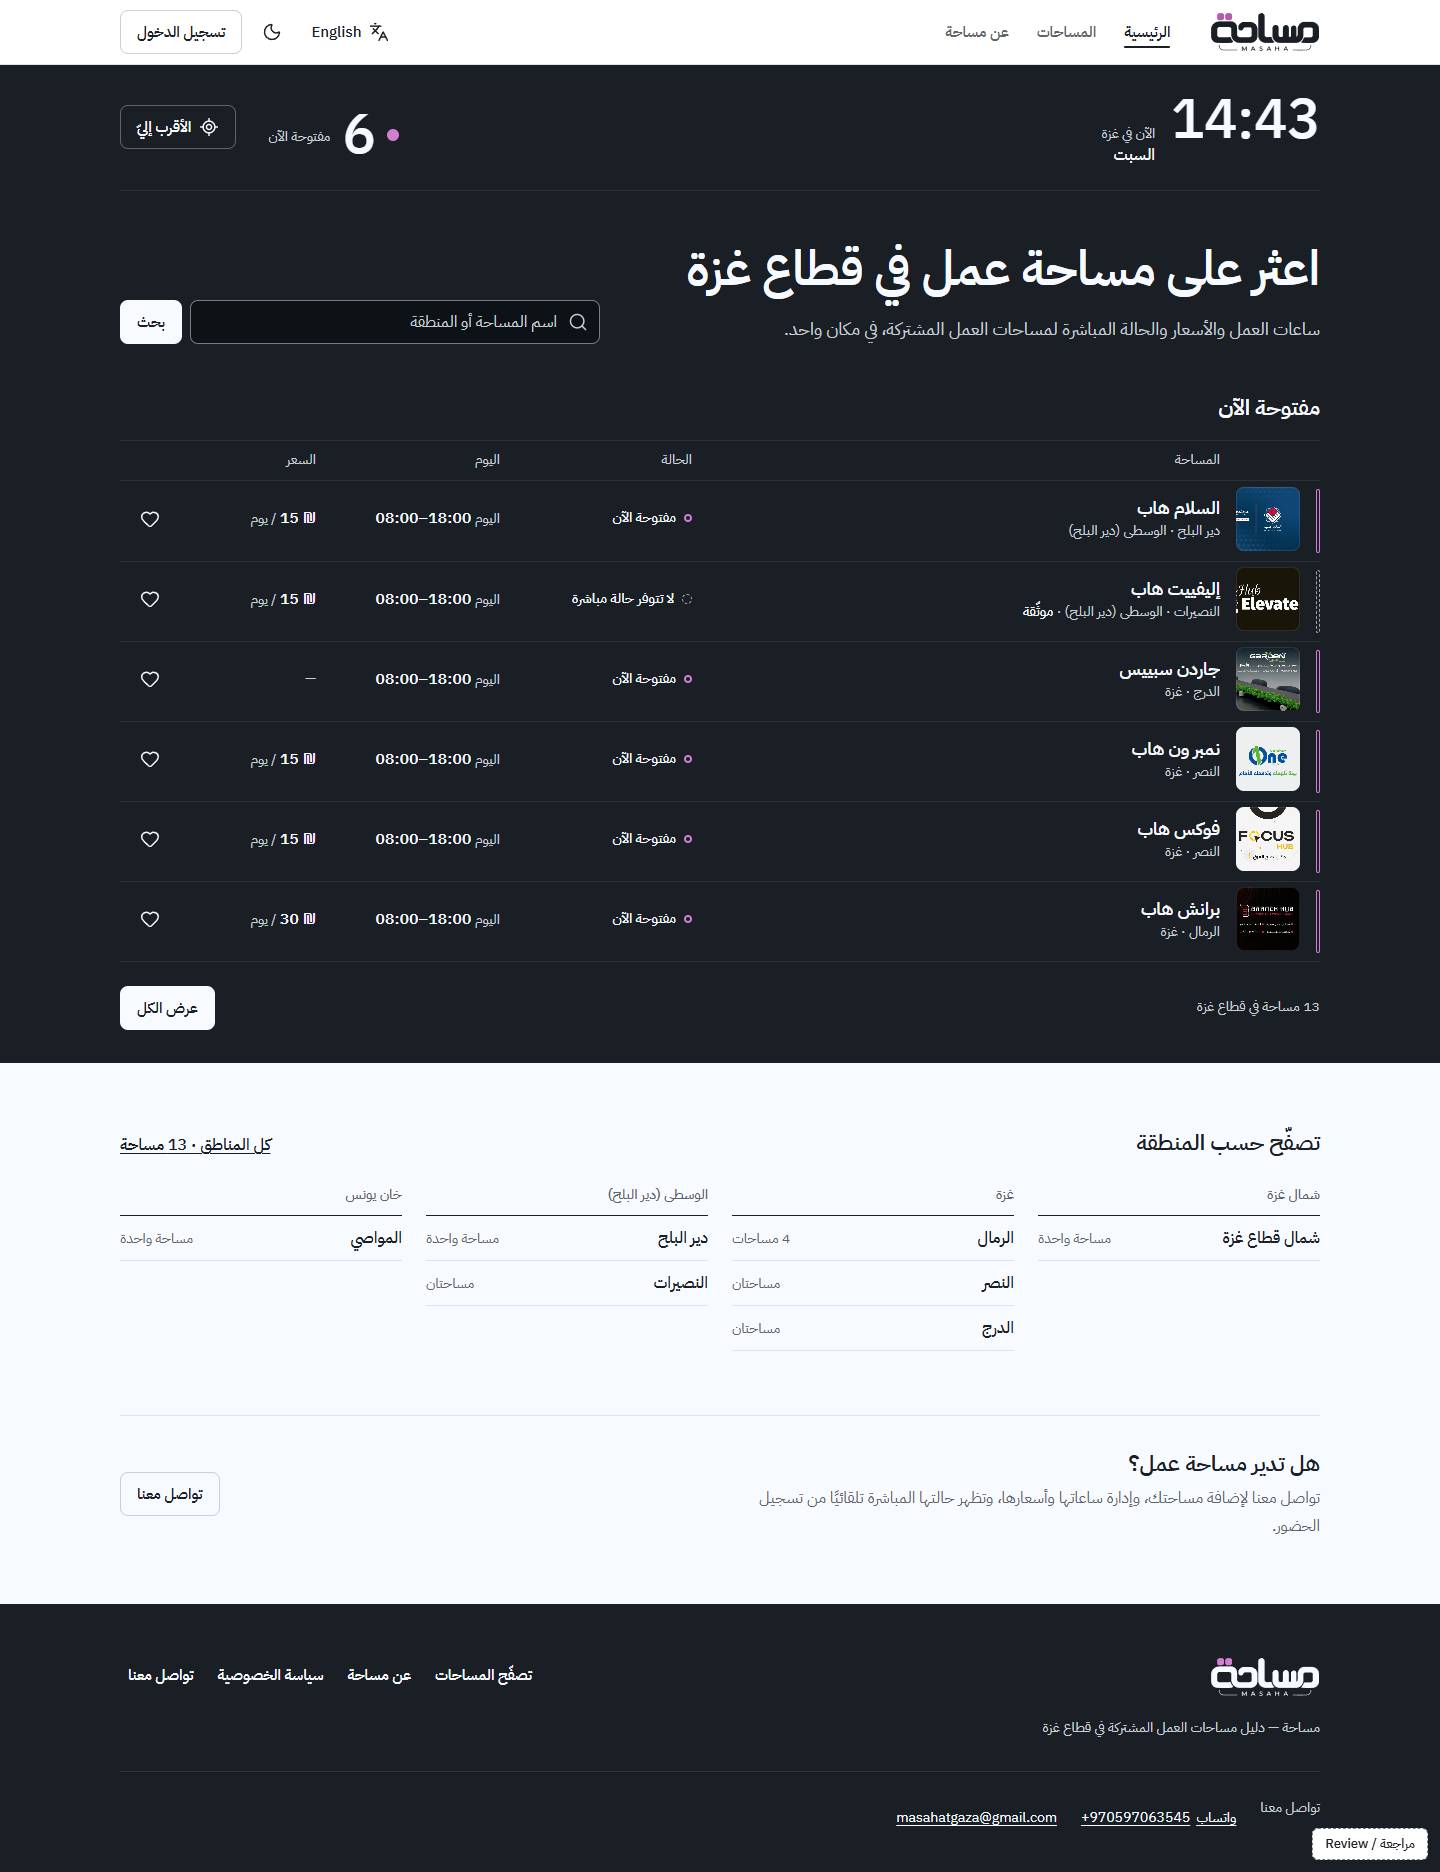 مساحة
MASAHA
الرئيسية
المساحات
عن مساحة
English
تسجيل الدخول
14:43
الآن في غزة
السبت
6
مفتوحة الآن
الأقرب إليّ
اعثر على مساحة عمل في قطاع غزة
ساعات العمل والأسعار والحالة المباشرة لمساحات العمل المشتركة، في مكان واحد.
اسم المساحة أو المنطقة
بحث
مفتوحة الآن
المساحة
الحالة
اليوم
السعر
السلام هاب
دير البلح · الوسطى (دير البلح)
مفتوحة الآن
اليوم 08:00–18:00
₪ 15 / يوم
Hub
Elevate
إليفييت هاب
النصيرات · الوسطى (دير البلح) · موثّقة
لا تتوفر حالة مباشرة
اليوم 08:00–18:00
₪ 15 / يوم
GARDEN
جاردن سبييس
الدرج · غزة
مفتوحة الآن
اليوم 08:00–18:00
—
One
نمبر ون هاب
النصر · غزة
مفتوحة الآن
اليوم 08:00–18:00
₪ 15 / يوم
FOCUS
HUB
فوكس هاب
النصر · غزة
مفتوحة الآن
اليوم 08:00–18:00
₪ 15 / يوم
BRANCH HUB
برانش هاب
الرمال · غزة
مفتوحة الآن
اليوم 08:00–18:00
₪ 30 / يوم
13 مساحة في قطاع غزة
عرض الكل
تصفّح حسب المنطقة
كل المناطق · 13 مساحة
شمال غزة
شمال قطاع غزة
مساحة واحدة
غزة
الرمال
4 مساحات
النصر
مساحتان
الدرج
مساحتان
الوسطى (دير البلح)
دير البلح
مساحة واحدة
النصيرات
مساحتان
خان يونس
المواصي
مساحة واحدة
هل تدير مساحة عمل؟
تواصل معنا لإضافة مساحتك، وإدارة ساعاتها وأسعارها، وتظهر حالتها المباشرة تلقائيًا من تسجيل
الحضور.
تواصل معنا
مساحة
MASAHA
تصفّح المساحات
عن مساحة
سياسة الخصوصية
تواصل معنا
مساحة — دليل مساحات العمل المشتركة في قطاع غزة
تواصل معنا
واتساب +970597063545
masahatgaza@gmail.com
مراجعة / Review